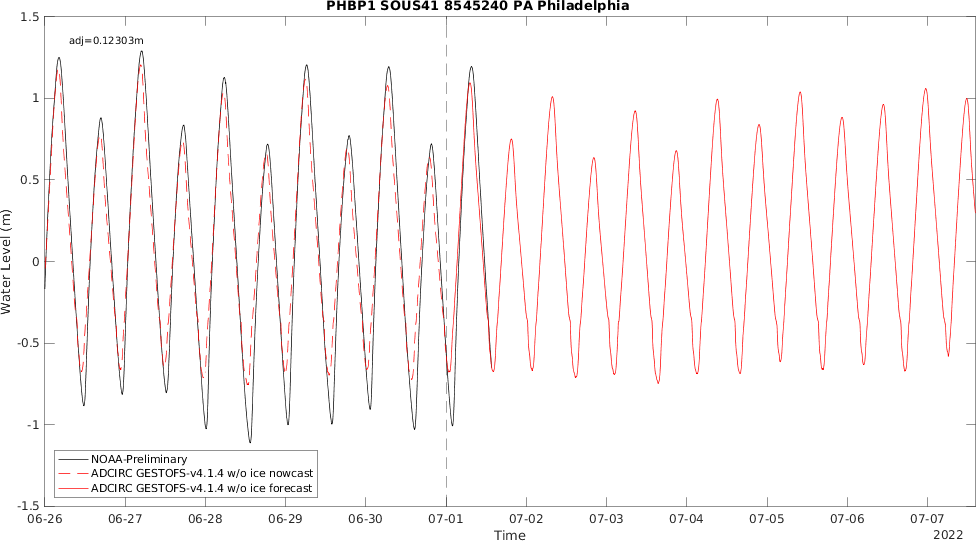 PHBP1 SOUS41 8545240 PA Philadelphia
1.5
adj=0.12303m
1
0.5
0
-0.5
-1
-1.5
Water Level (m)
NOAA-Preliminary
ADCIRC GESTOFS-v4.1.4 w/o ice nowcast
ADCIRC GESTOFS-v4.1.4 w/o ice forecast
06-26 06-27 06-28 06-29 06-30 07-01 07-02 07-03 07-04 07-05 07-06 07-07
Time
2022